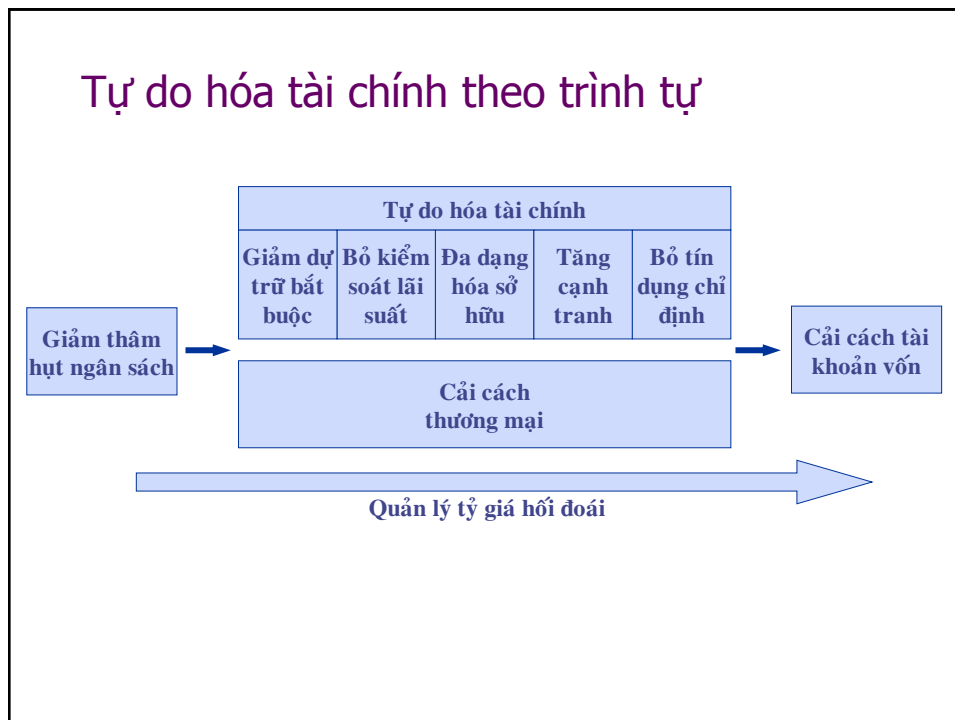 Tự do hóa tài chính theo trình tự
Tự do hóa tài chính
Giảm dự
trữ bắt
buộc
Bỏ kiểm
soát lãi
suất
Đa dạng
hóa sở
hữu
Tăng
cạnh
tranh
Bỏ tín
dụng chỉ
định
Giảm thâm
hụt ngân sách
Cải cách
thương mại
Cải cách tài
khoản vốn
Quản lý tỷ giá hối đoái